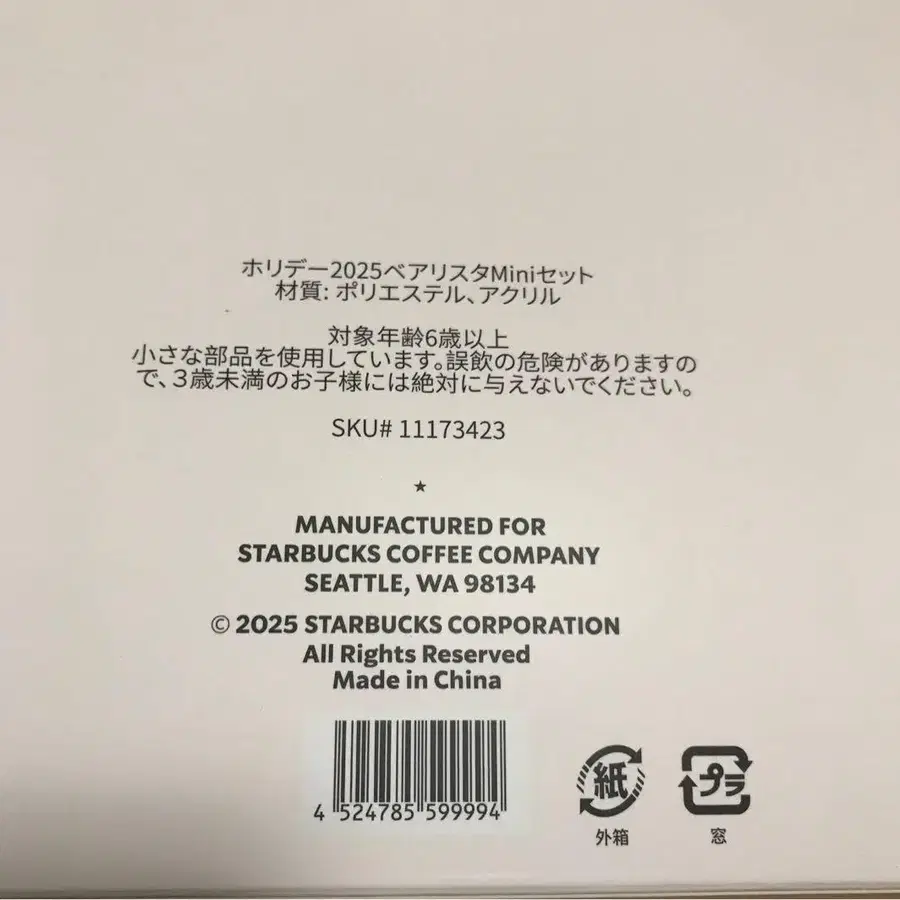 ホリデー2025ベアリスタMiniセット
材質: ポリエステル、アクリル
対象年齢6歳以上
小さな部品を使用しています。誤飲の危険がありますの
で、3歳未満のお子様には絶対に与えないでください。
SKU# 11173423
★
MANUFACTURED FOR
STARBUCKS COFFEE COMPANY
SEATTLE, WA 98134
© 2025 STARBUCKS CORPORATION
All Rights Reserved
Made in China
4 524785 599994
紙
外箱
プラ
窓